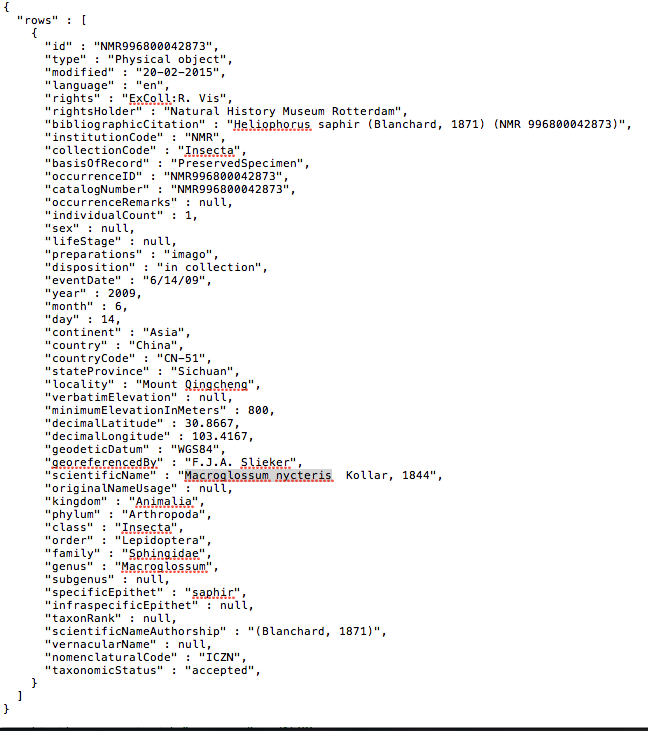 {
"rows" : [
{
"id" : "NMR996800042873",
"type" : "Physical object",
"modified" : "20-02-2015",
"language" : "en",
"rights" : "ExColl:R. Vis",
"rightsHolder" : "Natural History Museum Rotterdam",
"bibliographicCitation" : "Heliophorus saphir (Blanchard, 1871) (NMR 996800042873)",
"institutionCode" : "NMR",
"collectionCode" : "Insecta",
"basisOfRecord" : "PreservedSpecimen",
"occurrenceID" : "NMR996800042873",
"catalogNumber" : "NMR996800042873",
"occurrenceRemarks" : null,
"individualCount" : 1,
"sex" : null,
"lifeStage" : null,
"preparations" : "imago",
"disposition" : "in collection",
"eventDate" : "6/14/09",
"year" : 2009,
"month" : 6,
"day" : 14,
"continent" : "Asia",
"country" : "China",
"countryCode" : "CN-51",
"stateProvince" : "Sichuan",
"locality" : "Mount Qingcheng",
"verbatimElevation" : null,
"minimumElevationInMeters" : 800,
"decimalLatitude" : 30.8667,
"decimalLongitude" : 103.4167,
"geodeticDatum" : "WGS84",
"georeferencedBy" : "F.J.A. Slieker",
"scientificName" : "Macroglossum nycteris  Kollar, 1844",
"originalNameUsage" : null,
"kingdom" : "Animalia",
"phylum" : "Arthropoda",
"class" : "Insecta",
"order" : "Lepidoptera",
"family" : "Sphingidae",
"genus" : "Macroglossum",
"subgenus" : null,
"specificEpithet" : "saphir",
"infraspecificEpithet" : null,
"taxonRank" : null,
"scientificNameAuthorship" : "(Blanchard, 1871)",
"vernacularName" : null,
"nomenclaturalCode" : "ICZN",
"taxonomicStatus" : "accepted",
}
]
}